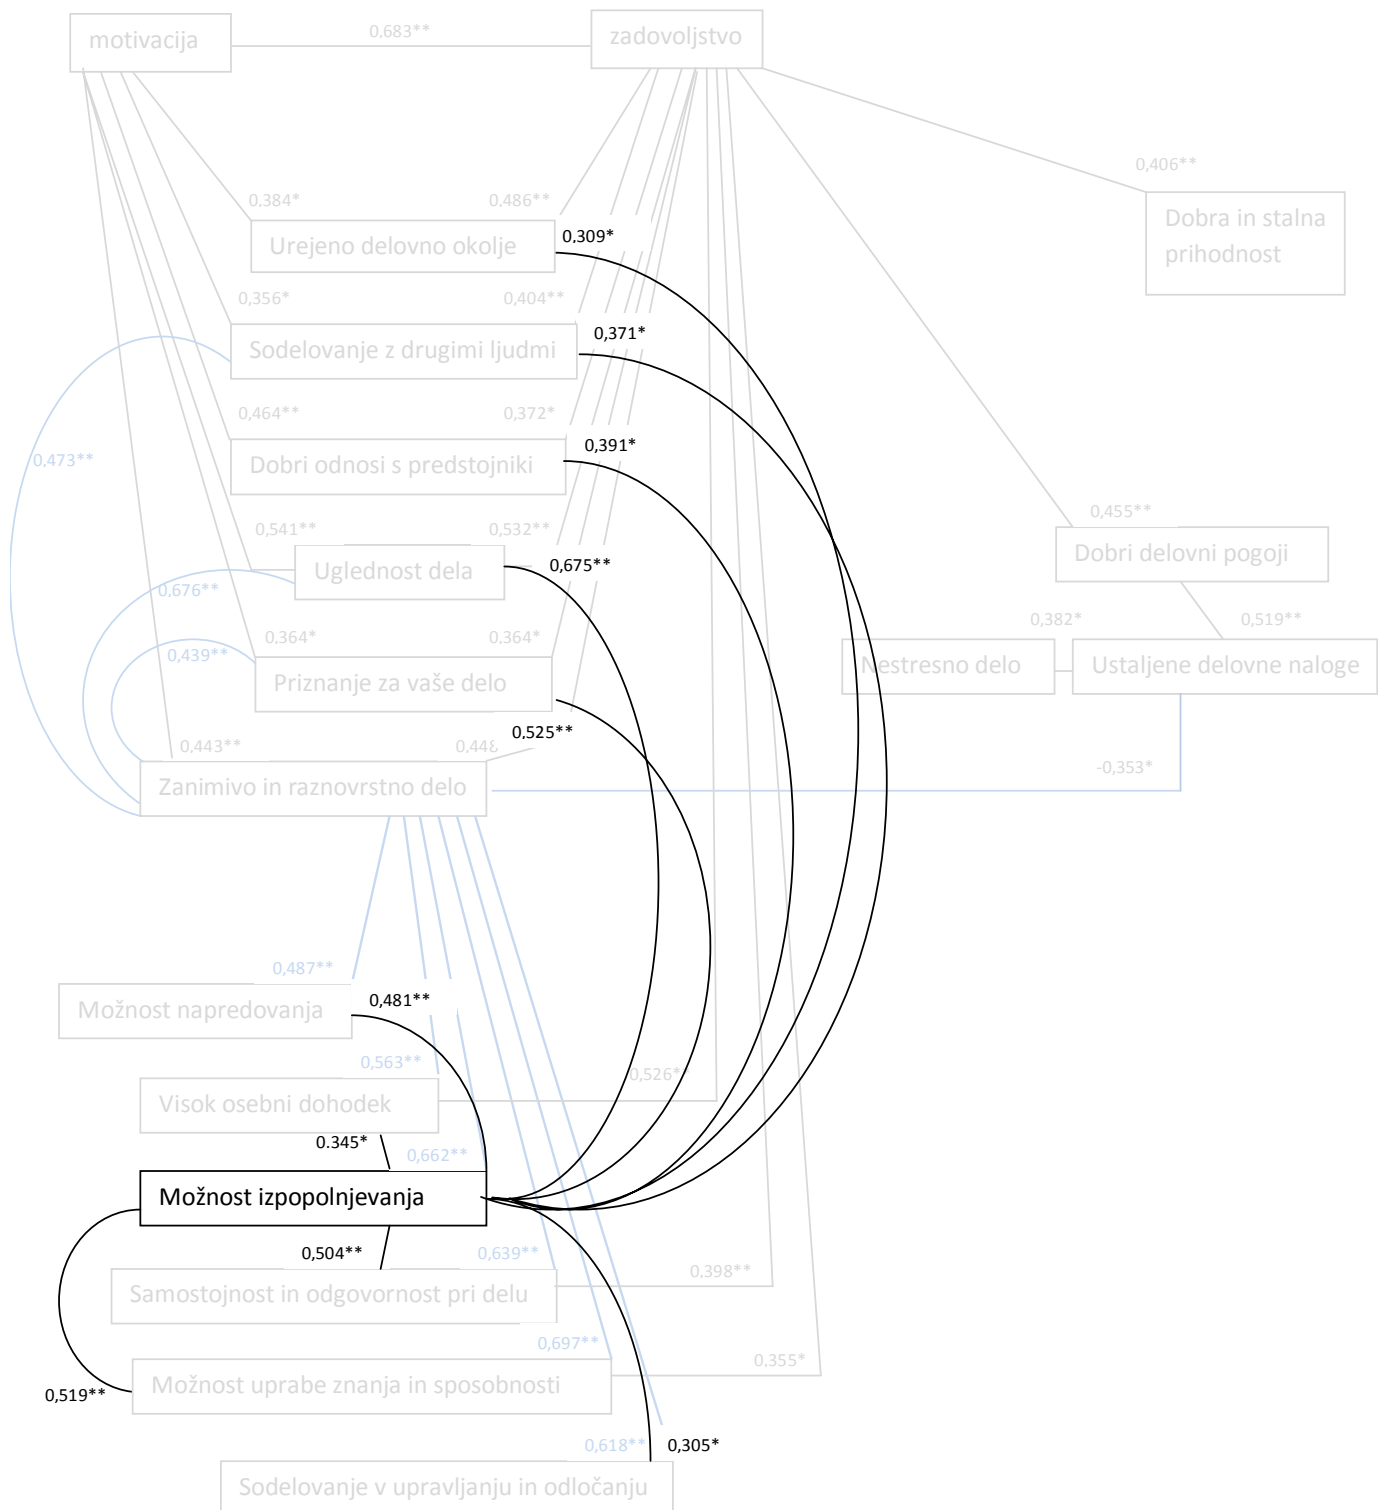 motivacija
0,683**
zadovoljstvo
0,406**
Dobra in stalna
prihodnost
0,384*
0,486**
Urejeno delovno okolje
0,309*
0,356*
0,404**
Sodelovanje z drugimi ljudmi
0,371*
0,464**
0,372*
Dobri odnosi s predstojniki
0,391*
0,473**
0,541**
0,532**
Uglednost dela
0,675**
0,455**
Dobri delovni pogoji
0,676**
0,364*
0,364*
0,439**
Priznanje za vaše delo
0,382*
0,519**
Nestresno delo
Ustaljene delovne naloge
0,525**
0,443**
0,448
Zanimivo in raznovrstno delo
-0,353*
0,487**
Možnost napredovanja
0,481**
0,563**
Visok osebni dohodek
0,526**
0.345*
0,662**
Možnost izpopolnjevanja
0,504**
0,639**
0,398**
Samostojnost in odgovornost pri delu
0,697**
0,355*
Možnost uprabe znanja in sposobnosti
0,519**
0,618**
0,305*
Sodelovanje v upravljanju in odločanju